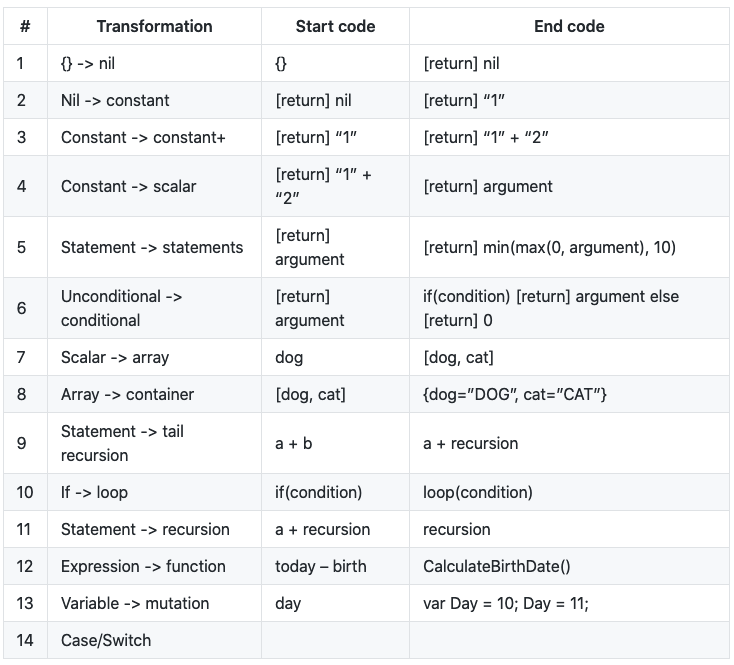 # Transformation Start code End code
1 {} -> nil {} [return] nil
2 Nil -> constant [return] nil [return] “1”
3 Constant -> constant+ [return] “1” [return] “1” + “2”
4 Constant -> scalar [return] “1” + “2” [return] argument
5 Statement -> statements [return] argument [return] min(max(0, argument), 10)
6 Unconditional -> conditional [return] argument if(condition) [return] argument else [return] 0
7 Scalar -> array dog [dog, cat]
8 Array -> container [dog, cat] {dog=”DOG”, cat=”CAT”}
9 Statement -> tail recursion a + b a + recursion
10 If -> loop if(condition) loop(condition)
11 Statement -> recursion a + recursion recursion
12 Expression -> function today – birth CalculateBirthDate()
13 Variable -> mutation day var Day = 10; Day = 11;
14 Case/Switch